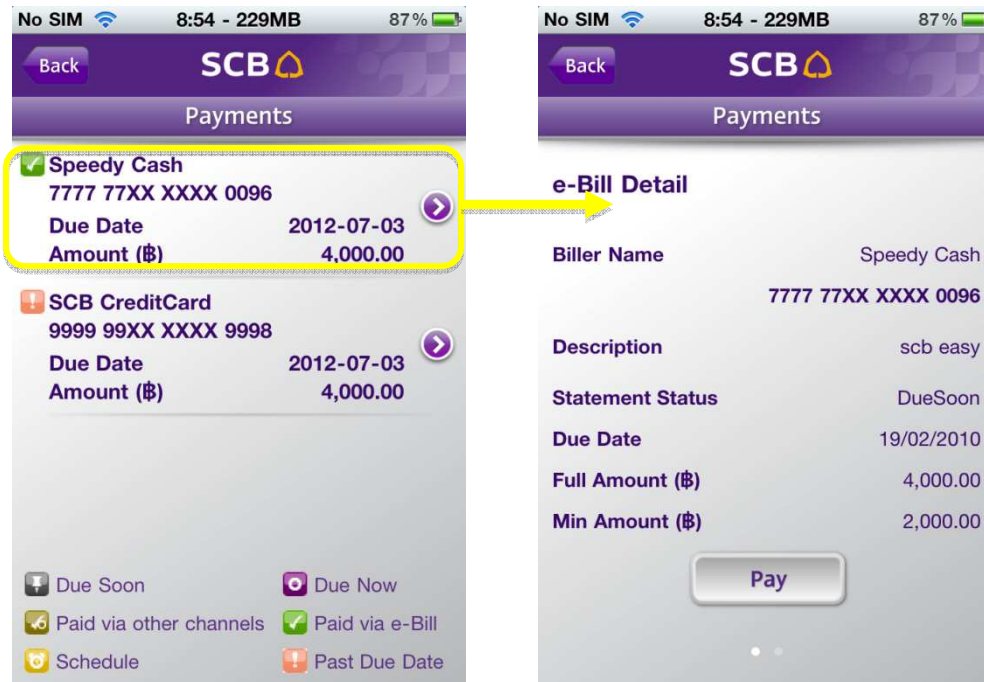 No SIM 8:54 - 229MB 87%
Back SCB
Payments
Speedy Cash
7777 77XX XXXX 0096
Due Date 2012-07-03
Amount (฿) 4,000.00
SCB CreditCard
9999 99XX XXXX 9998
Due Date 2012-07-03
Amount (฿) 4,000.00
Due Soon Due Now
Paid via other channels Paid via e-Bill
Schedule Past Due Date
No SIM 8:54 - 229MB 87%
Back SCB
Payments
e-Bill Detail
Biller Name Speedy Cash
7777 77XX XXXX 0096
Description scb easy
Statement Status DueSoon
Due Date 19/02/2010
Full Amount (฿) 4,000.00
Min Amount (฿) 2,000.00
Pay